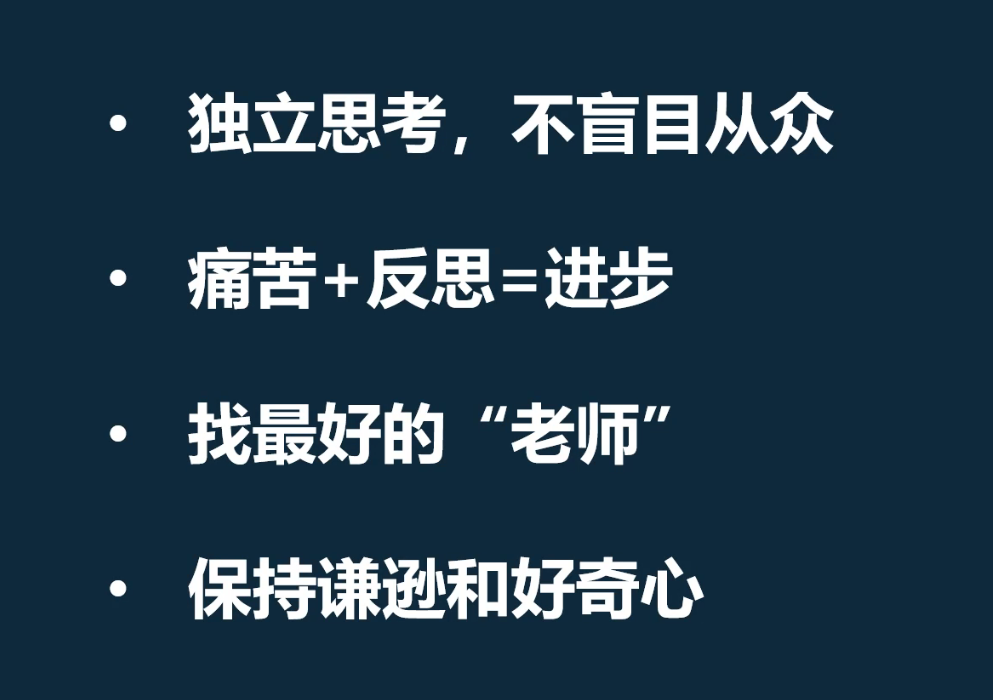 • 独立思考，不盲目从众
• 痛苦+反思=进步
• 找最好的“老师”
• 保持谦逊和好奇心